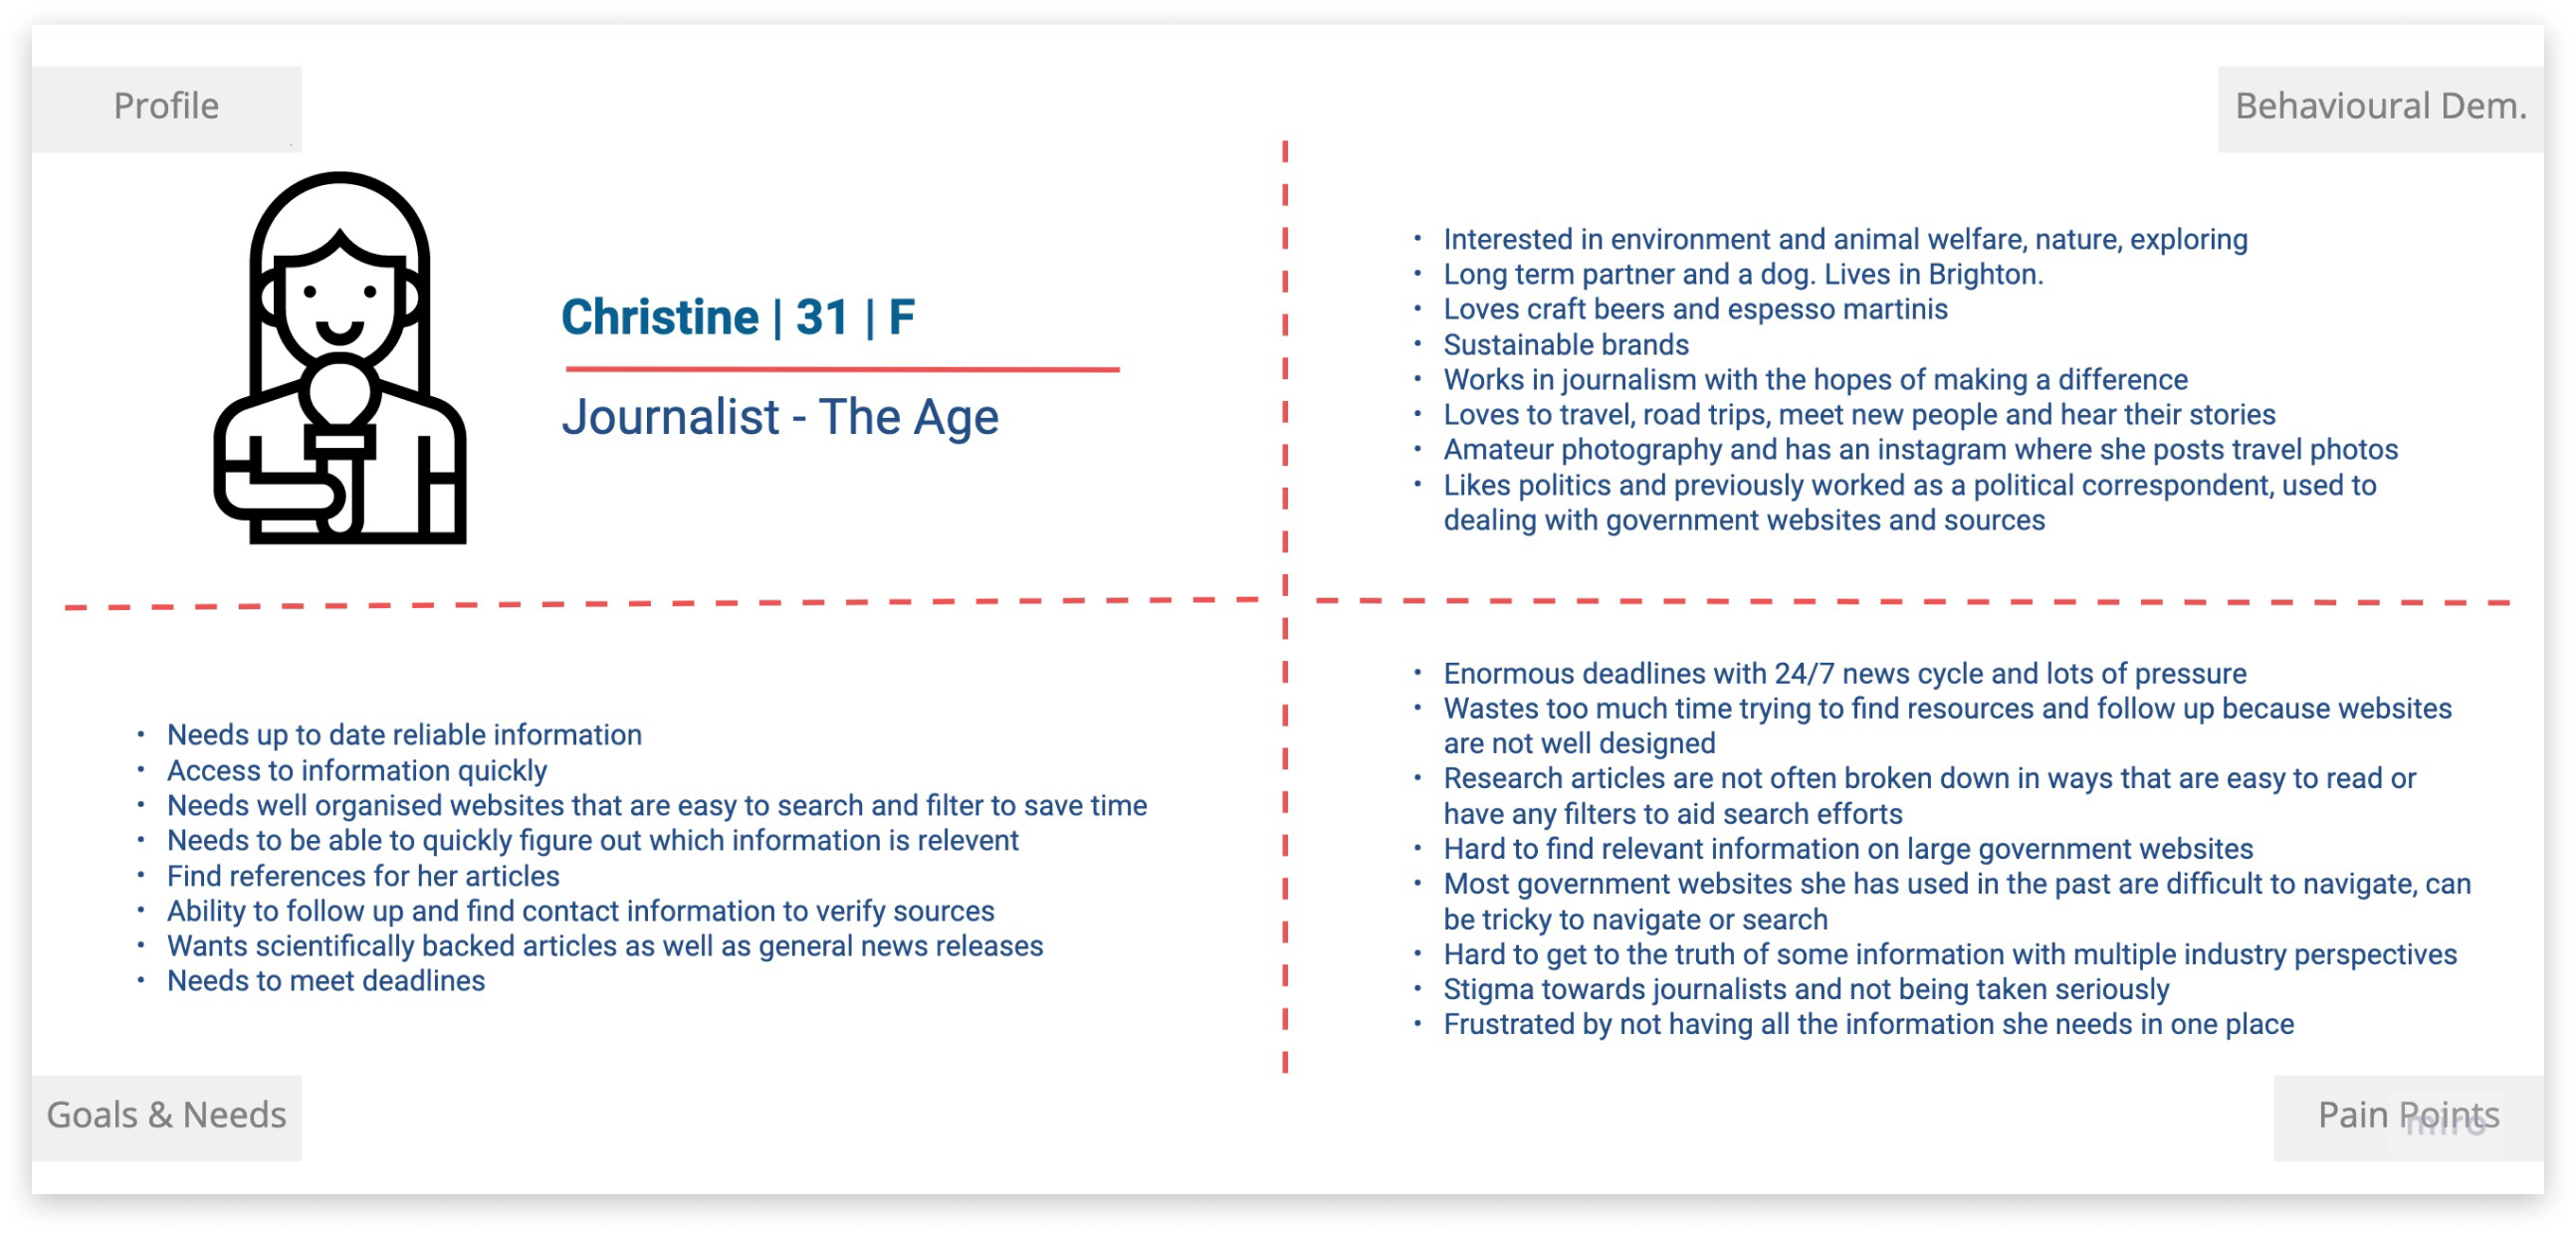 Profile
Behavioural Dem.
Christine | 31 | F
Journalist - The Age
• Interested in environment and animal welfare, nature, exploring
• Long term partner and a dog. Lives in Brighton.
• Loves craft beers and espesso martinis
• Sustainable brands
• Works in journalism with the hopes of making a difference
• Loves to travel, road trips, meet new people and hear their stories
• Amateur photography and has an instagram where she posts travel photos
• Likes politics and previously worked as a political correspondent, used to
dealing with government websites and sources
• Needs up to date reliable information
• Access to information quickly
• Needs well organised websites that are easy to search and filter to save time
• Needs to be able to quickly figure out which information is relevent
• Find references for her articles
• Ability to follow up and find contact information to verify sources
• Wants scientifically backed articles as well as general news releases
• Needs to meet deadlines
• Enormous deadlines with 24/7 news cycle and lots of pressure
• Wastes too much time trying to find resources and follow up because websites
are not well designed
• Research articles are not often broken down in ways that are easy to read or
have any filters to aid search efforts
• Hard to find relevant information on large government websites
• Most government websites she has used in the past are difficult to navigate, can
be tricky to navigate or search
• Hard to get to the truth of some information with multiple industry perspectives
• Stigma towards journalists and not being taken seriously
• Frustrated by not having all the information she needs in one place
Goals & Needs
Pain Points
miro